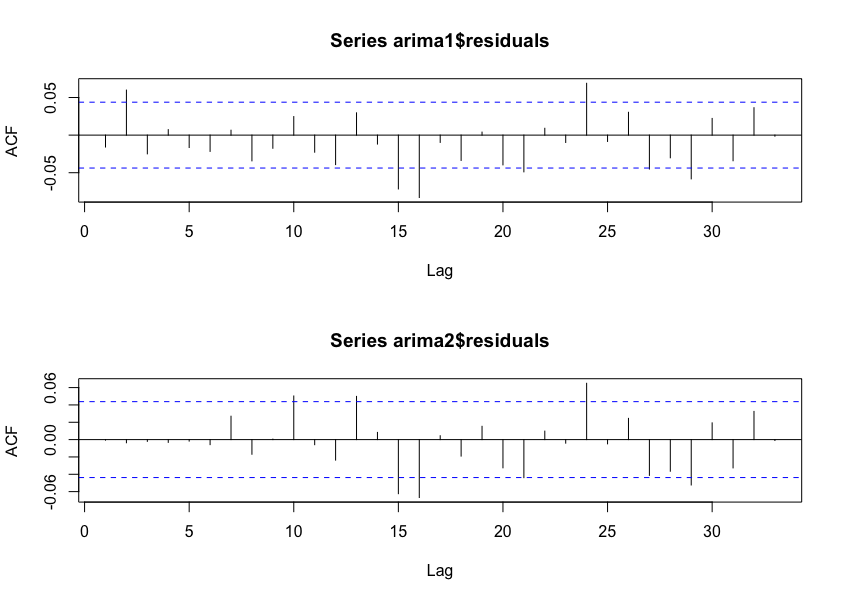 Series arima1$residuals
ACF
0.05
-0.05
0 5 10 15 20 25 30
Lag
Series arima2$residuals
ACF
0.06
0.00
-0.06
0 5 10 15 20 25 30
Lag